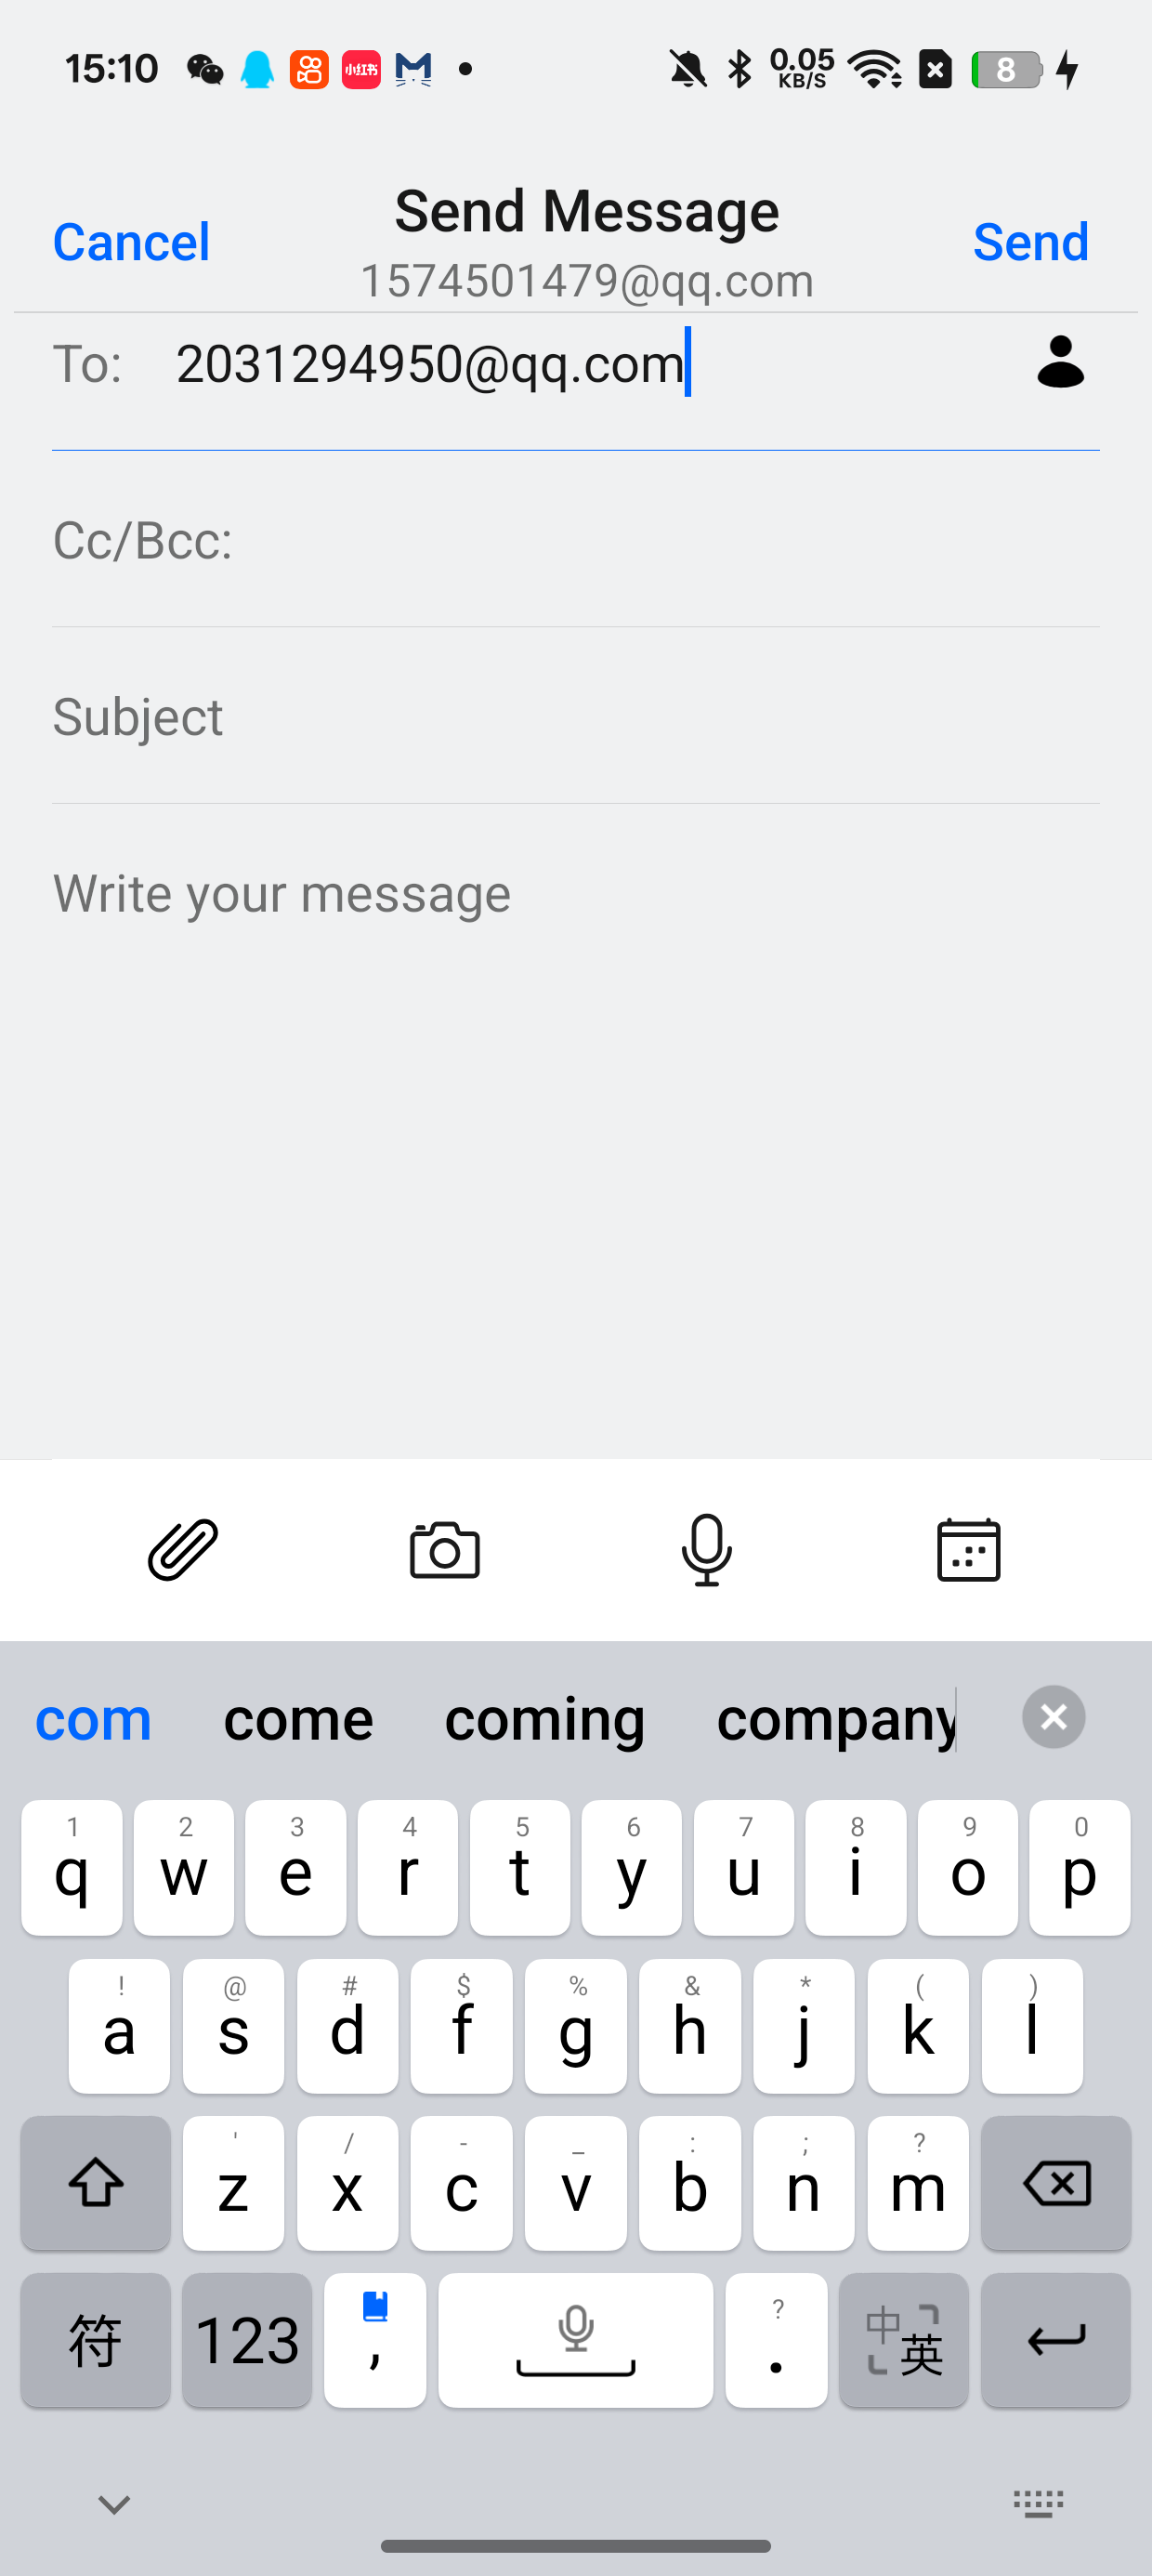 15:10 小红书 0.05 KB/S 8
Cancel Send Message Send
1574501479@qq.com
To: 2031294950@qq.com
Cc/Bcc:
Subject
Write your message
com come coming company
1 2 3 4 5 6 7 8 9 0
q w e r t y u i o p
! @ # $ % & * ( )
a s d f g h j k l
' / - _ : ; ?
z x c v b n m
符 123 , ? . 中 英